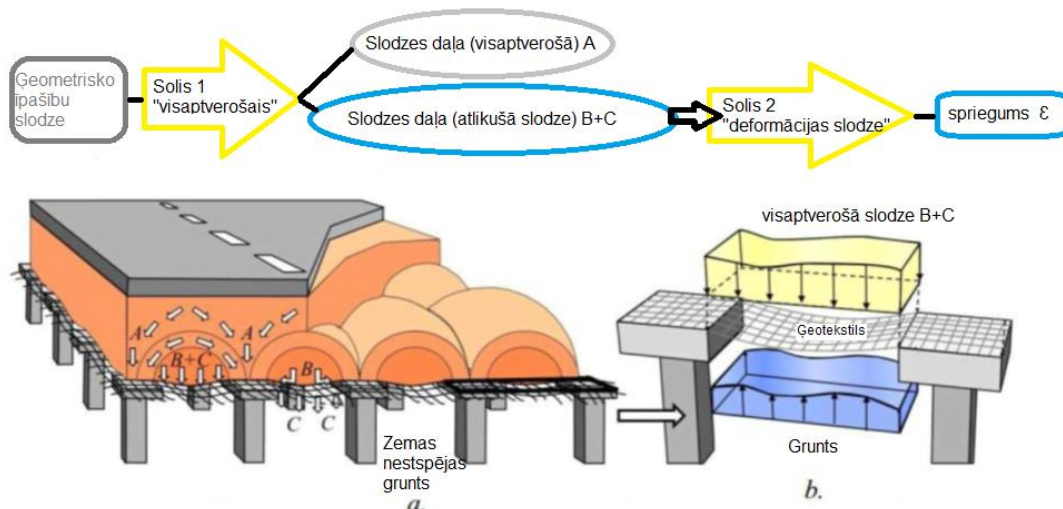 Ģeometrisko
īpašību
slodze
Solis 1
"visaptverošais"
Slodzes daļa (visaptverošā) A
Slodzes daļa (atlikušā slodze) B+C
Solis 2
"deformācijas slodze"
spriegums Ɛ
A
A
B+C
B
C
C
Zemas
nestspējas
grunts
a.
visaptverošā slodze B+C
Ģeotekstils
Grunts
b.